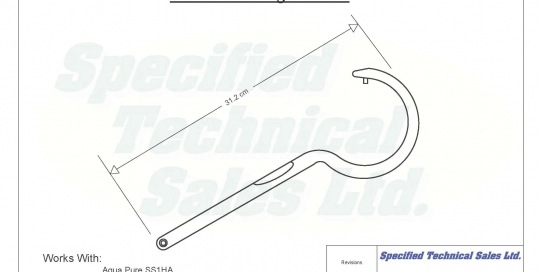 Specified
Technical
Sales Ltd.
31.2 cm
Works With:
Aqua Pure SS1HA
Revisions
Specified Technical Sales Ltd.